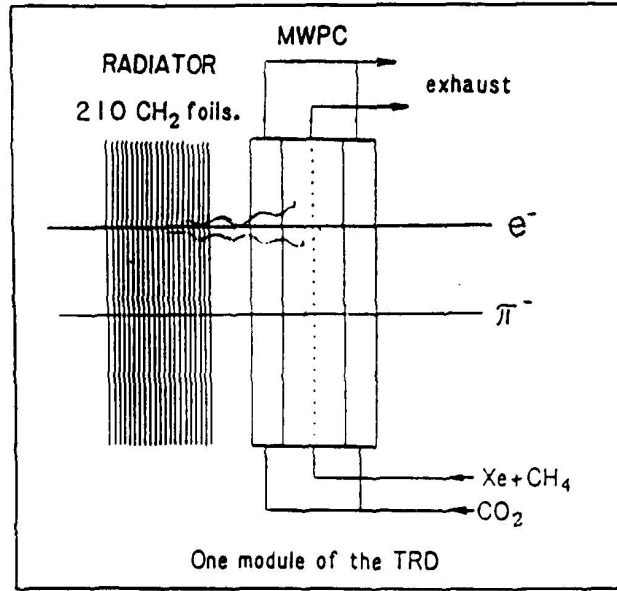 MWPC
RADIATOR
exhaust
210 CH₂ foils.
e⁻
π⁻
Xe+CH₄
CO₂
One module of the TRD